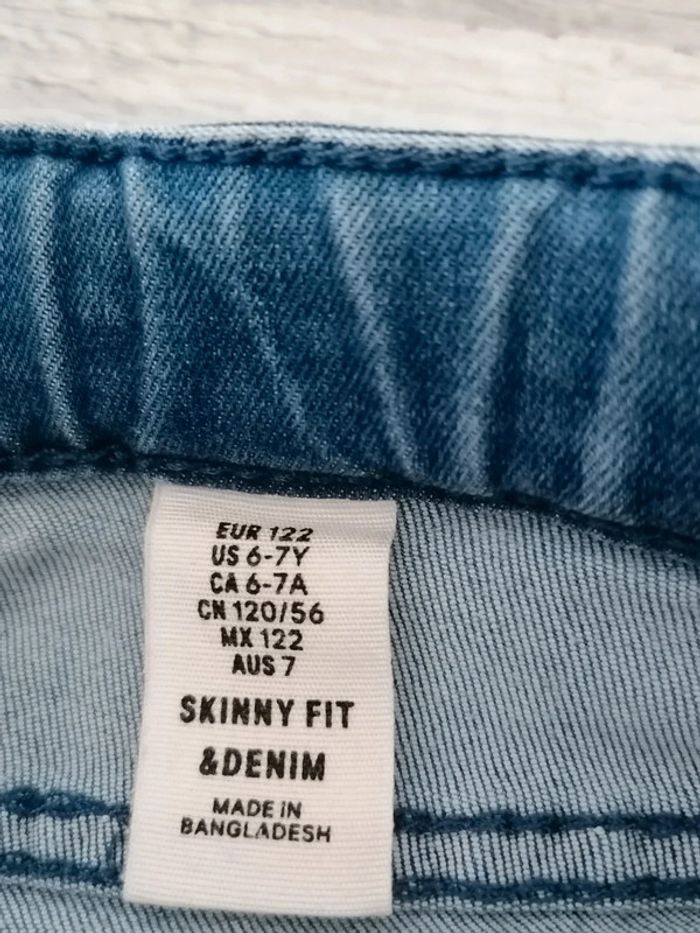 EUR 122
US 6-7Y
CA 6-7A
CN 120/56
MX 122
AUS 7
SKINNY FIT
&DENIM
MADE IN
BANGLADESH